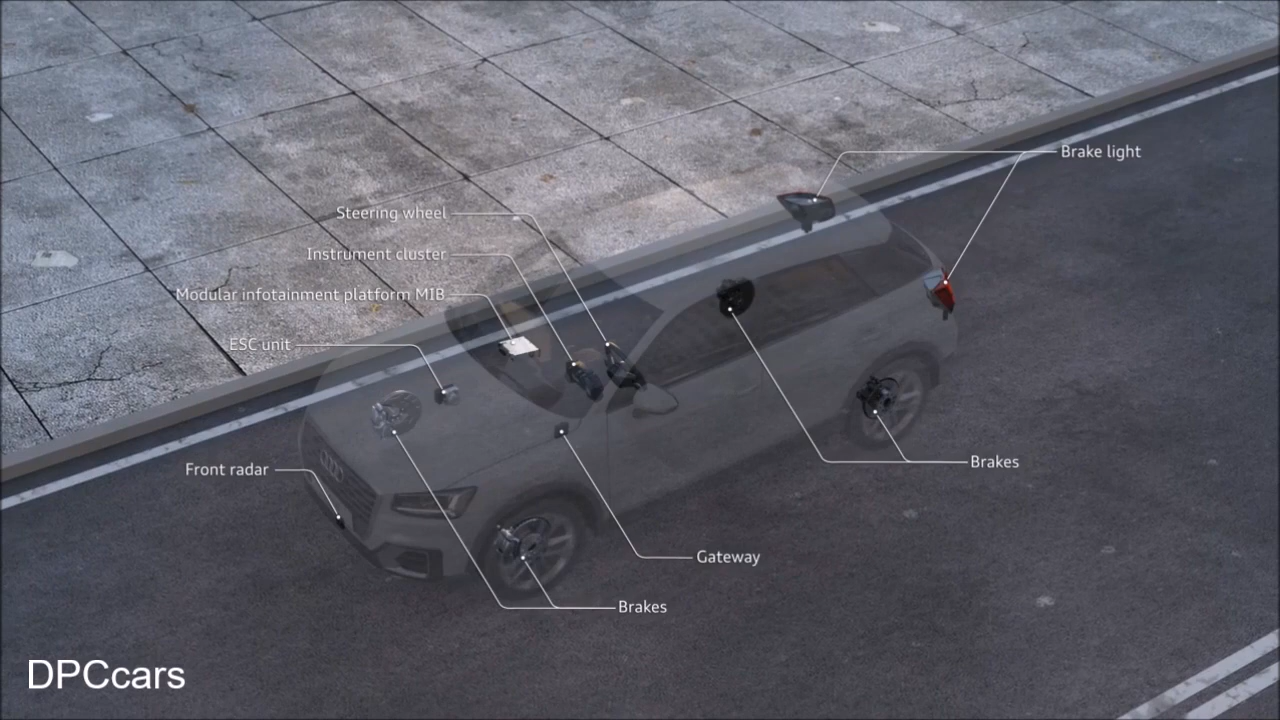 Brake light
Steering wheel
Instrument cluster
Modular infotainment platform MIB
ESC unit
Front radar
Brakes
Gateway
Brakes
DPCcars